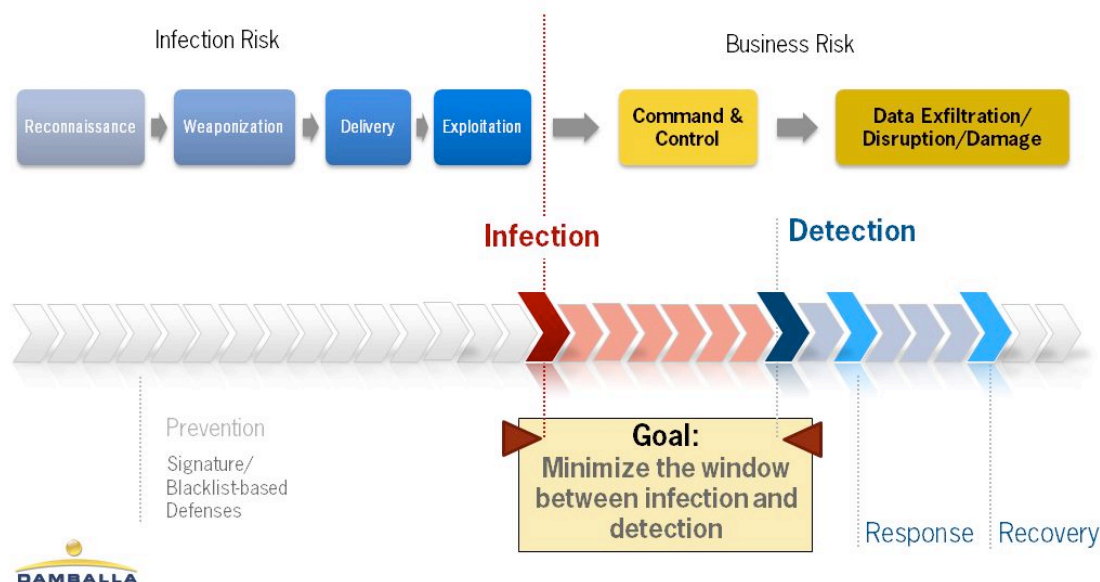 Infection Risk
Business Risk
Reconnaissance
Weaponization
Delivery
Exploitation
Command &
Control
Data Exfiltration/
Disruption/Damage
Infection
Detection
Prevention
Signature/
Blacklist-based
Defenses
Goal:
Minimize the window
between infection and
detection
Response
Recovery
DAMBALLA